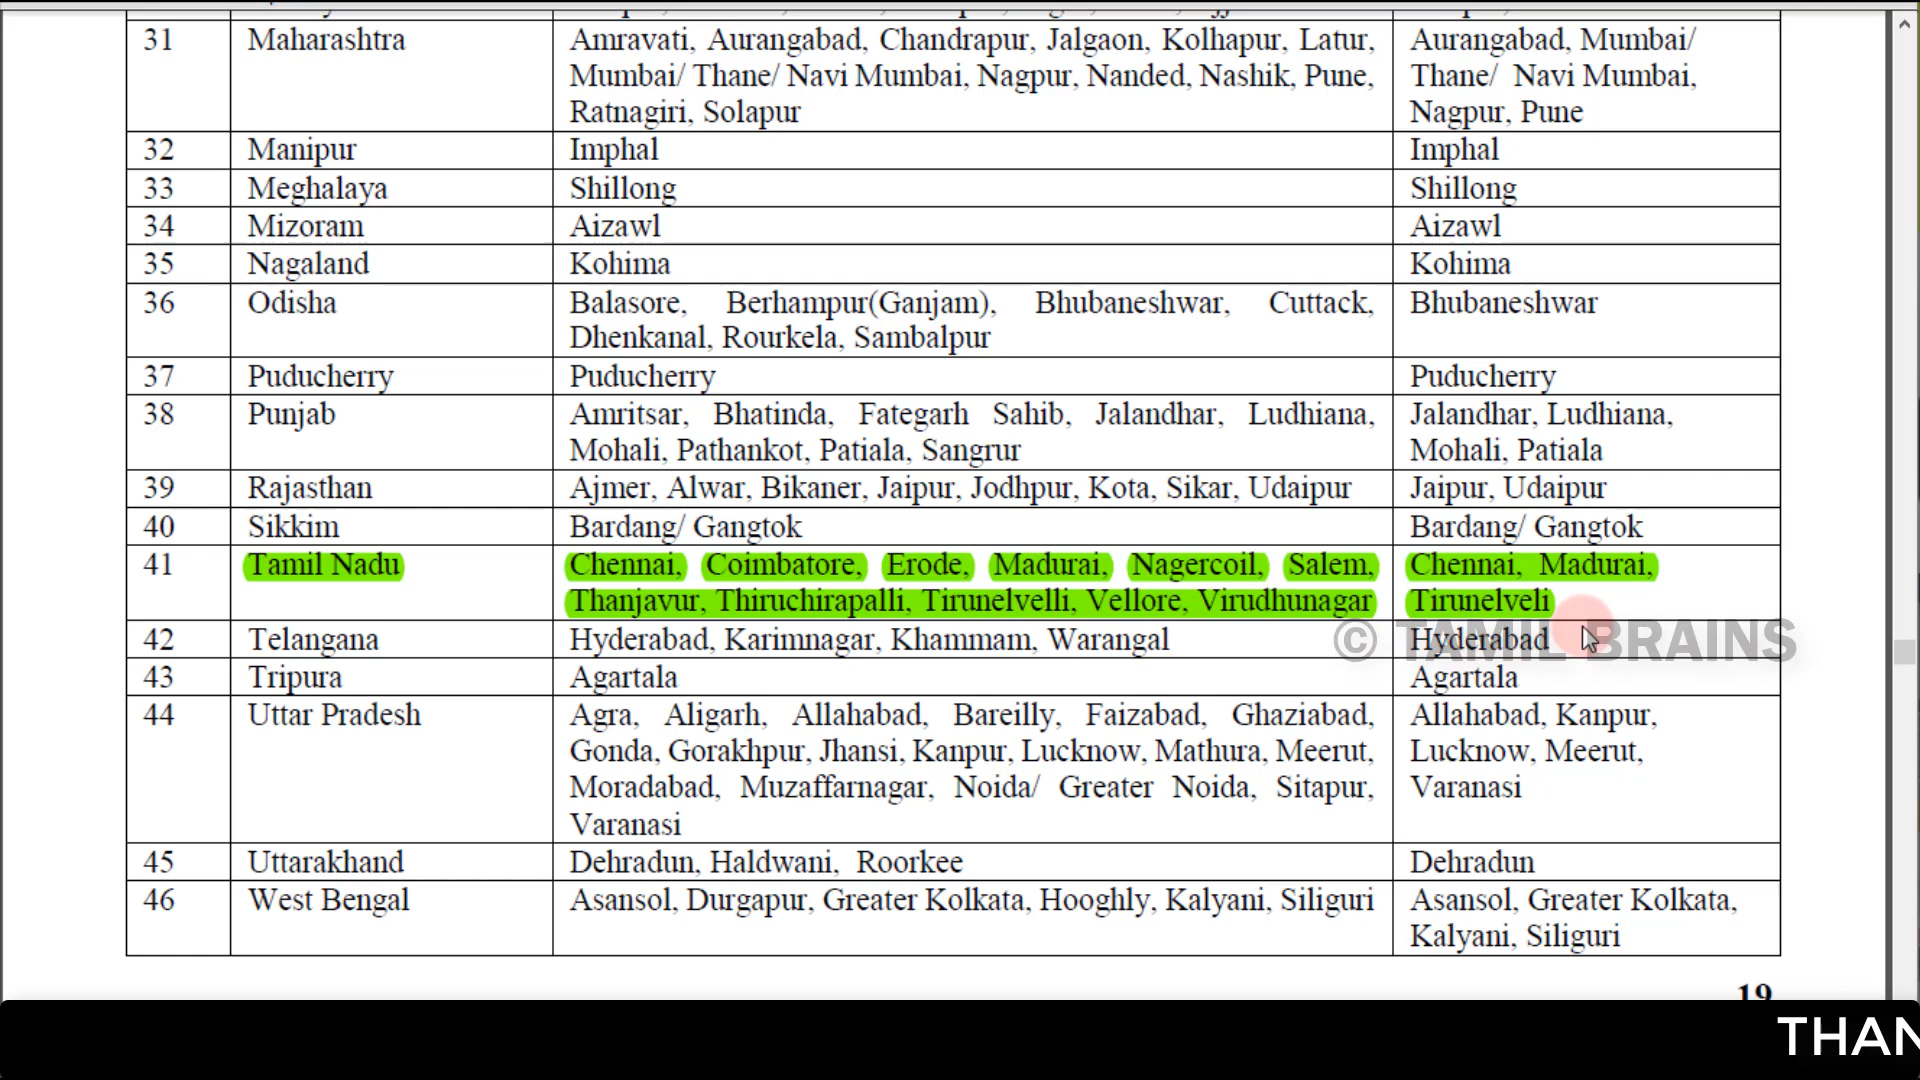 31 Maharashtra Amravati, Aurangabad, Chandrapur, Jalgaon, Kolhapur, Latur, Aurangabad, Mumbai/
Mumbai/ Thane/ Navi Mumbai, Nagpur, Nanded, Nashik, Pune, Thane/ Navi Mumbai,
Ratnagiri, Solapur Nagpur, Pune
32 Manipur Imphal Imphal
33 Meghalaya Shillong Shillong
34 Mizoram Aizawl Aizawl
35 Nagaland Kohima Kohima
36 Odisha Balasore, Berhampur(Ganjam), Bhubaneshwar, Cuttack, Bhubaneshwar
Dhenkanal, Rourkela, Sambalpur
37 Puducherry Puducherry Puducherry
38 Punjab Amritsar, Bhatinda, Fategarh Sahib, Jalandhar, Ludhiana, Jalandhar, Ludhiana,
Mohali, Pathankot, Patiala, Sangrur Mohali, Patiala
39 Rajasthan Ajmer, Alwar, Bikaner, Jaipur, Jodhpur, Kota, Sikar, Udaipur Jaipur, Udaipur
40 Sikkim Bardang/ Gangtok Bardang/ Gangtok
41 Tamil Nadu Chennai, Coimbatore, Erode, Madurai, Nagercoil, Salem, Chennai, Madurai,
Thanjavur, Thiruchirapalli, Tirunelvelli, Vellore, Virudhunagar Tirunelveli
42 Telangana Hyderabad, Karimnagar, Khammam, Warangal Hyderabad
© TAMIL BRAINS
43 Tripura Agartala Agartala
44 Uttar Pradesh Agra, Aligarh, Allahabad, Bareilly, Faizabad, Ghaziabad, Allahabad, Kanpur,
Gonda, Gorakhpur, Jhansi, Kanpur, Lucknow, Mathura, Meerut, Lucknow, Meerut,
Moradabad, Muzaffarnagar, Noida/ Greater Noida, Sitapur, Varanasi
Varanasi
45 Uttarakhand Dehradun, Haldwani, Roorkee Dehradun
46 West Bengal Asansol, Durgapur, Greater Kolkata, Hooghly, Kalyani, Siliguri Asansol, Greater Kolkata,
Kalyani, Siliguri
19
THAN